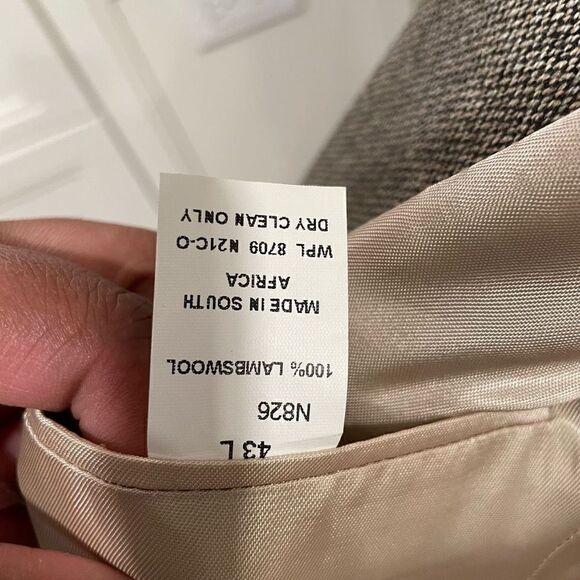 43 L
N826
100% LAMBSWOOL
MADE IN SOUTH
AFRICA
WPL 8709 N21C-O
DRY CLEAN ONLY